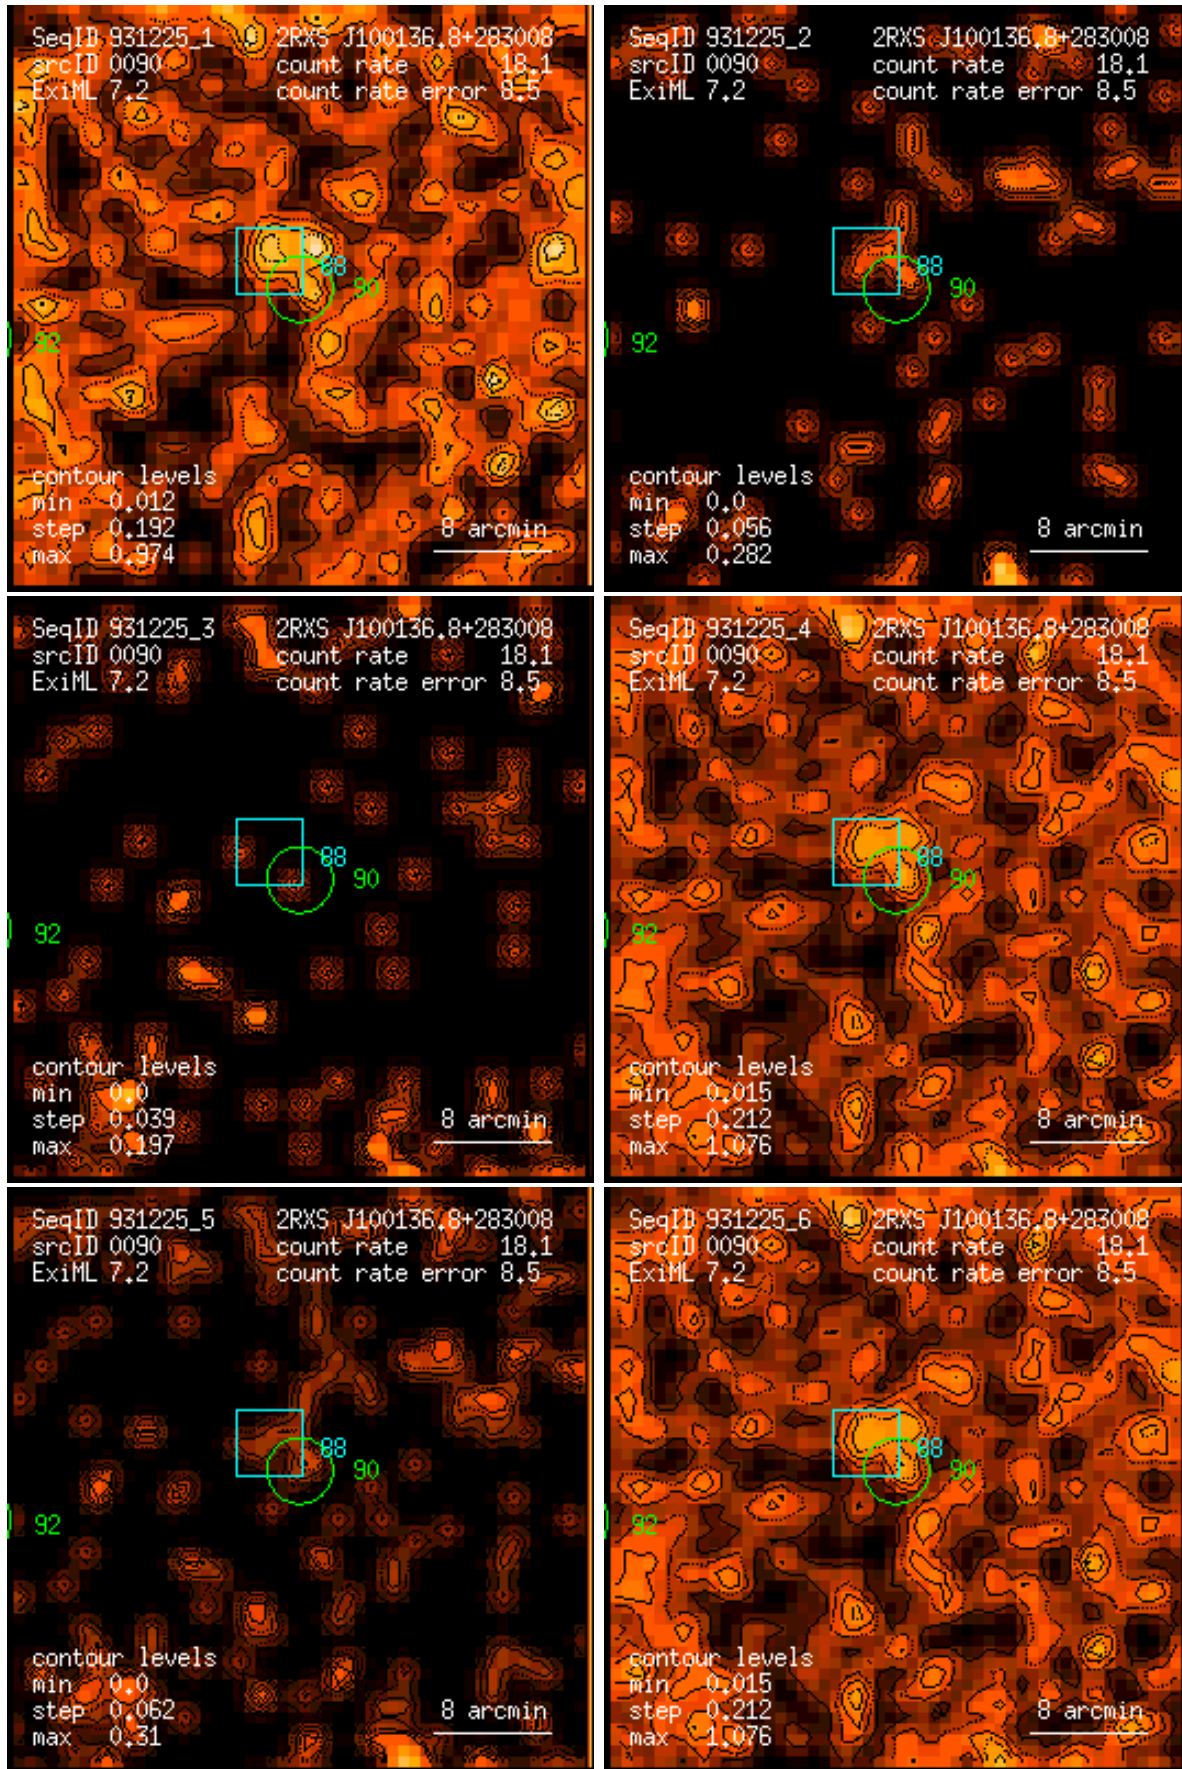 SeqID 931225_1 2RXS J100136.8+283008
srcID 0090 count rate 18.1
ExiML 7.2 count rate error 8.5
88
90
92
contour levels
min 0.012
step 0.192 8 arcmin
max 0.974
SeqID 931225_2 2RXS J100136.8+283008
srcID 0090 count rate 18.1
ExiML 7.2 count rate error 8.5
88
90
92
contour levels
min 0.0
step 0.056 8 arcmin
max 0.282
SeqID 931225_3 2RXS J100136.8+283008
srcID 0090 count rate 18.1
ExiML 7.2 count rate error 8.5
88
90
92
contour levels
min 0.0
step 0.039 8 arcmin
max 0.197
SeqID 931225_4 2RXS J100136.8+283008
srcID 0090 count rate 18.1
ExiML 7.2 count rate error 8.5
88
90
92
contour levels
min 0.015
step 0.212 8 arcmin
max 1.076
SeqID 931225_5 2RXS J100136.8+283008
srcID 0090 count rate 18.1
ExiML 7.2 count rate error 8.5
88
90
92
contour levels
min 0.0
step 0.062 8 arcmin
max 0.31
SeqID 931225_6 2RXS J100136.8+283008
srcID 0090 count rate 18.1
ExiML 7.2 count rate error 8.5
88
90
92
contour levels
min 0.015
step 0.212 8 arcmin
max 1.076